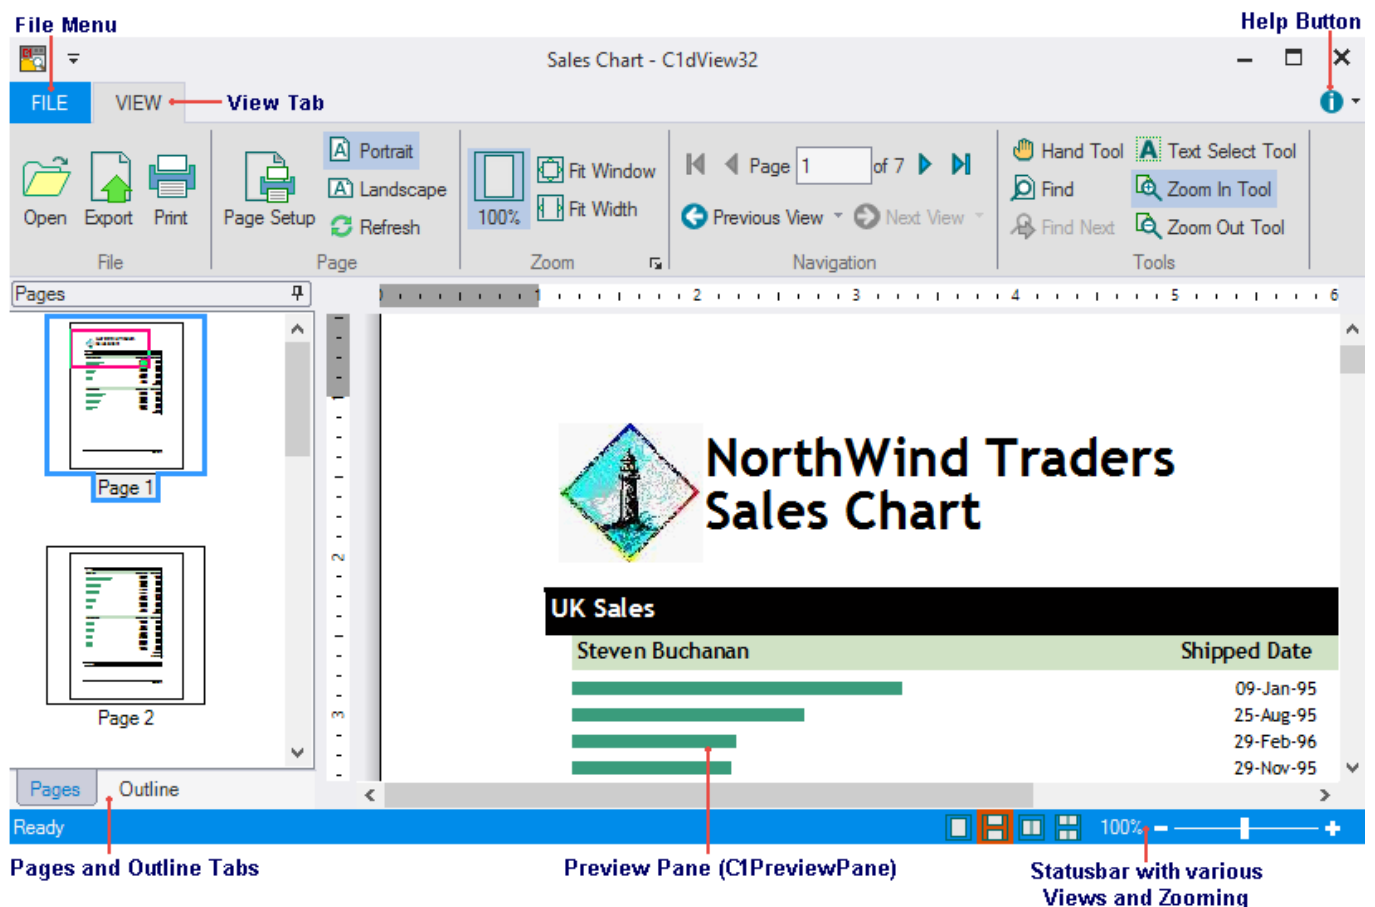 File Menu
Help Button
Sales Chart - C1dView32
FILE
VIEW
View Tab
Open
Export
Print
File
Page Setup
Portrait
Landscape
Refresh
Page
100%
Fit Window
Fit Width
Zoom
Page 1 of 7
Previous View
Next View
Navigation
Hand Tool
Find
Find Next
Text Select Tool
Zoom In Tool
Zoom Out Tool
Tools
Pages
1 2 3 4 5 6
Page 1
Page 2
1
2
3
NorthWind Traders
Sales Chart
UK Sales
Steven Buchanan Shipped Date
09-Jan-95
25-Aug-95
29-Feb-96
29-Nov-95
Pages
Outline
Ready
100%
Pages and Outline Tabs
Preview Pane (C1PreviewPane)
Statusbar with various
Views and Zooming